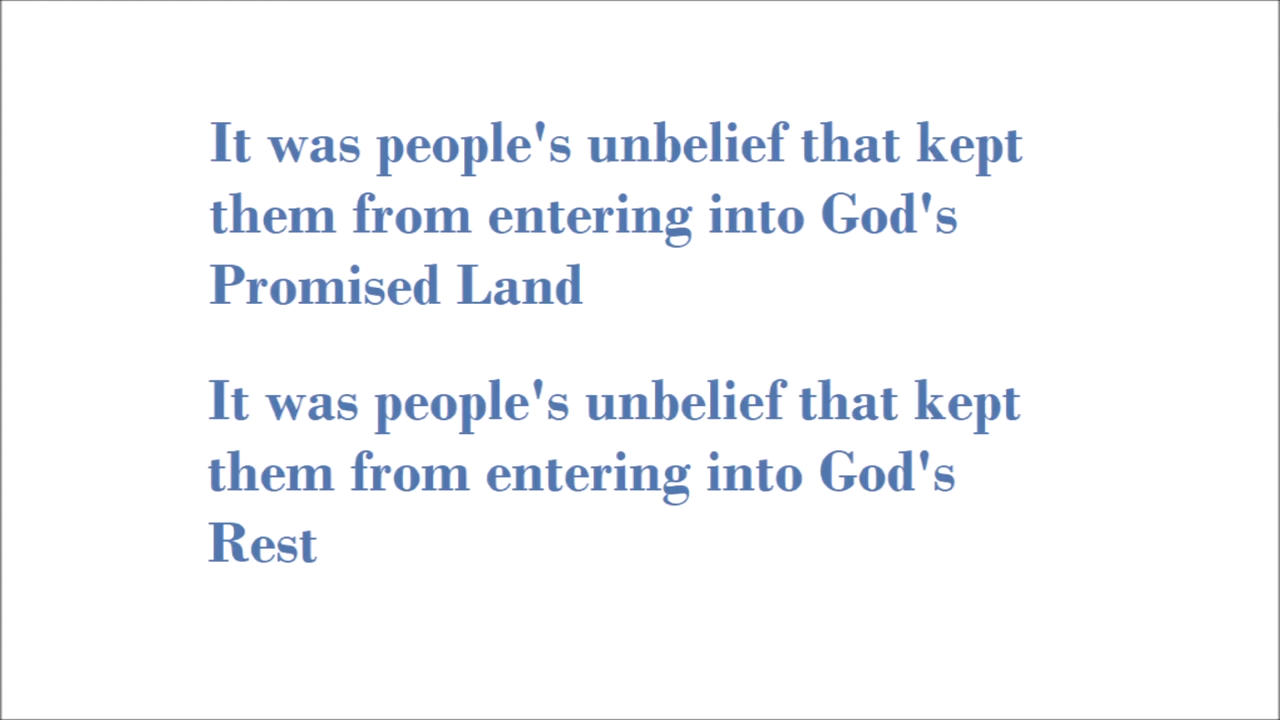 It was people's unbelief that kept
them from entering into God's
Promised Land
It was people's unbelief that kept
them from entering into God's
Rest